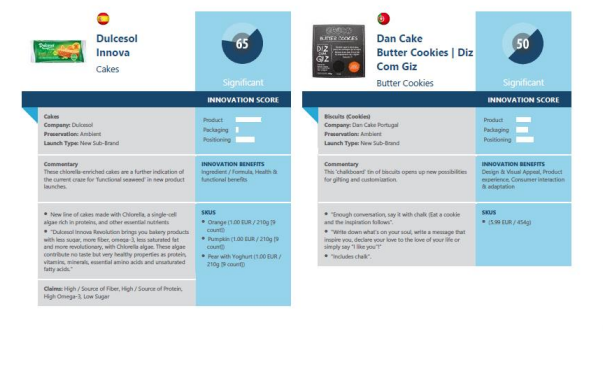 Dulcesol
Innova
Cakes
65
Significant
INNOVATION SCORE
Cakes
Company: Dulcesol
Preservation: Ambient
Launch Type: New Sub-Brand
Product
Packaging
Positioning
Commentary
These chlorella-enriched cakes are a further indication of
the current craze for 'functional seaweed' in new product
launches.
INNOVATION BENEFITS
Ingredient / Formula, Health &
functional benefits
• New line of cakes made with Chlorella, a single-cell
algae rich in proteins, and other essential nutrients
• "Dulcesol Innova Revolution brings you bakery products
with less sugar, more fiber, omega-3, less saturated fat
and more revolutionary, with Chlorella algae. These algae
contribute no taste but very healthy properties as protein,
vitamins, minerals, essential amino acids and unsaturated
fatty acids."
SKUS
• Orange (1.00 EUR / 210g [9
count])
• Pumpkin (1.00 EUR / 210g [9
count])
• Pear with Yoghurt (1.00 EUR /
210g [9 count])
Claims: High / Source of Fiber, High / Source of Protein,
High Omega-3, Low Sugar
BUTTER COOKIES
DIZ
COM
GIZ
Dan Cake
Butter Cookies | Diz
Com Giz
Butter Cookies
50
Significant
INNOVATION SCORE
Biscuits (Cookies)
Company: Dan Cake Portugal
Preservation: Ambient
Launch Type: New Sub-Brand
Product
Packaging
Positioning
Commentary
This 'chalkboard' tin of biscuits opens up new possibilities
for gifting and customization.
INNOVATION BENEFITS
Design & Visual Appeal, Product
experience, Consumer interaction
& adaptation
• "Enough conversation, say it with chalk (Eat a cookie
and the inspiration follows".
• "Write down what's on your soul, write a message that
inspire you, declare your love to the love of your life or
simply say "I like you"!"
• "Includes chalk".
SKUS
• (5.99 EUR / 454g)